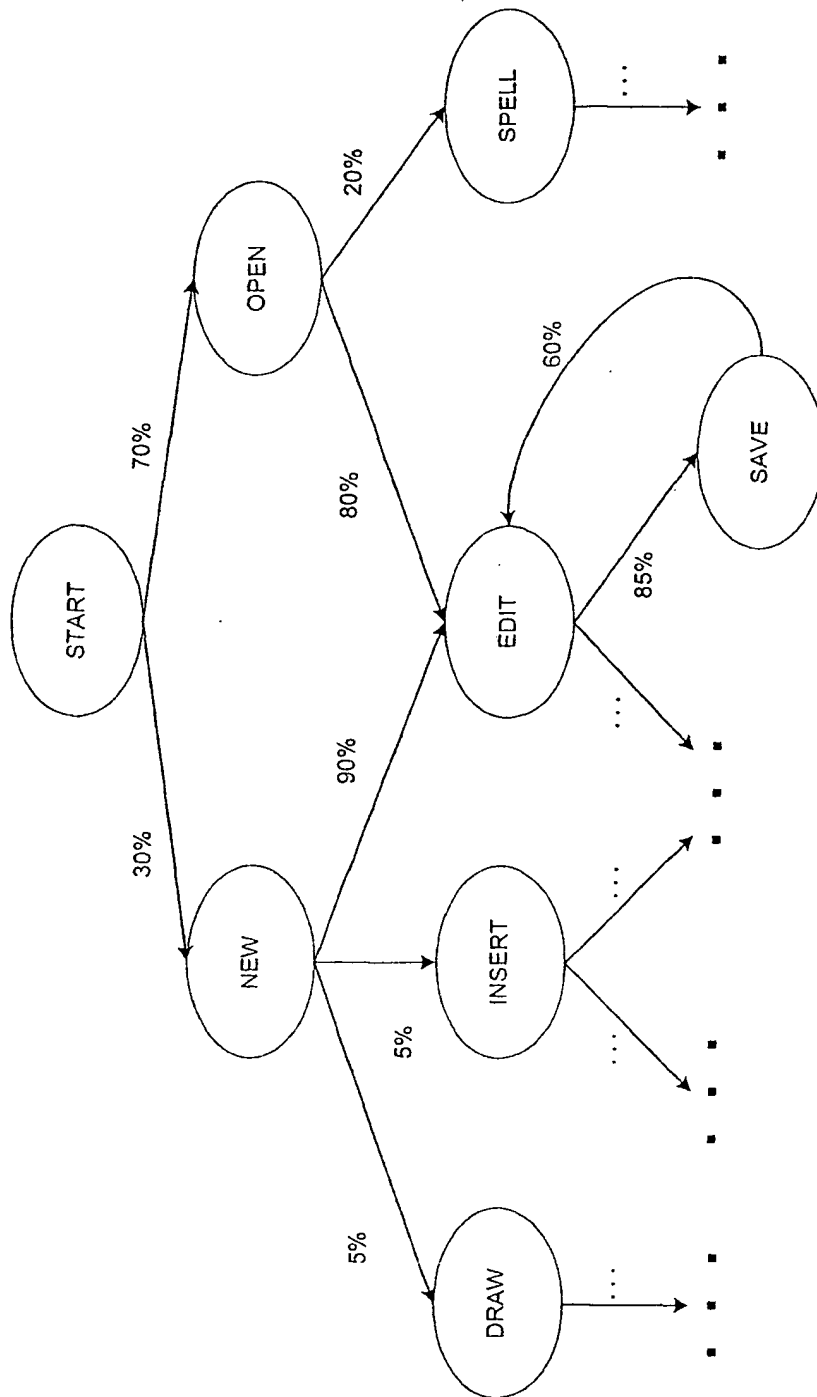 START
30%
70%
NEW
OPEN
5%
5%
90%
80%
20%
DRAW
INSERT
EDIT
SPELL
...
...
...
...
85%
60%
...
SAVE